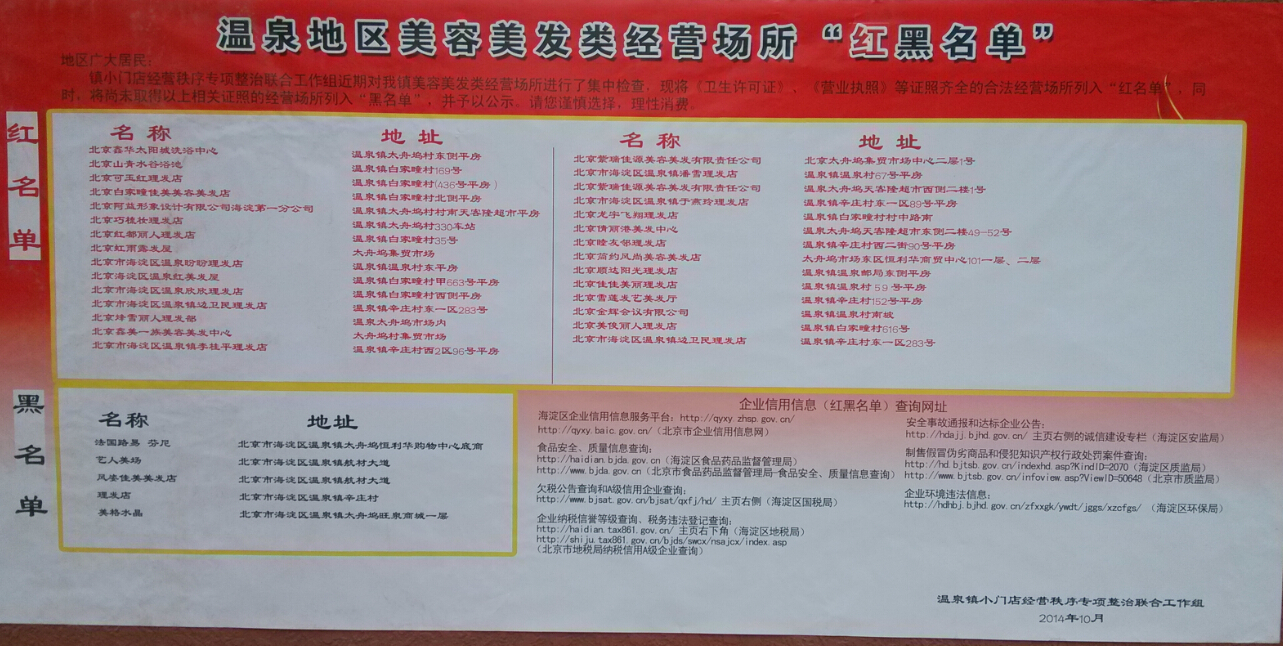 温泉地区美容美发类经营场所“红黑名单”
地区广大居民：
镇小门店经营秩序专项整治联合工作组近期对我镇美容美发类经营场所进行了集中检查，现将《卫生许可证》、《营业执照》等证照齐全的合法经营场所列入“红名单”，同
时，将尚未取得以上相关证照的经营场所列入“黑名单”，并予以公示，请您谨慎选择，理性消费。
红名单
名称 地址
北京鑫华太阳城洗浴中心 温泉镇太舟坞村东侧平房
北京山青水谷浴池 温泉镇白家疃村169号
北京可玉红理发店 温泉镇白家疃村(436号平房）
北京白家疃佳美美容美发店 温泉镇白家疃村北侧平房
北京阿益形象设计有限公司海淀第一分公司 温泉镇太舟坞村村南天客隆超市平房
北京巧梳妆理发店 温泉镇太舟坞村330车站
北京红都丽人理发店 温泉镇白家疃村35号
北京红雨露发屋 太舟坞集贸市场
北京市海淀区温泉盼盼理发店 温泉镇温泉村东平房
北京海淀区温泉红美发屋 温泉镇白家疃村甲663号平房
北京市海淀区温泉欣欣理发店 温泉镇白家疃村西侧平房
北京市海淀区温泉镇边卫民理发店 温泉镇辛庄村东一区283号
北京绮雪丽人理发部 温泉太舟坞市场内
北京鑫美一族美容美发中心 太舟坞村集贸市场
北京市海淀区温泉镇李桂平理发店 温泉镇辛庄村西2区96号平房
名称 地址
北京紫瑞佳源美容美发有限责任公司 北京太舟坞集贸市场中心二层1号
北京市海淀区温泉镇潘雪理发店 温泉镇温泉村67号平房
北京紫瑞佳源美容美发有限责任公司 温泉太舟坞天客隆超市西侧二楼1号
北京市海淀区温泉镇于燕玲理发店 温泉镇辛庄村东一区89号平房
北京龙宇飞翔理发店 温泉镇白家疃村村中路南
北京倩丽港美发中心 温泉太舟坞天客隆超市东侧二楼49-52号
北京睦友邻理发店 温泉镇辛庄村西二街90号平房
北京简约风尚美容美发店 太舟坞市场东区恒利华商贸中心101一层、二层
北京顺达阳光理发店 温泉镇温泉邮局东侧平房
北京佳佳美丽理发店 温泉镇温泉村59号平房
北京雪莲发艺美发厅 温泉镇辛庄村152号平房
北京金辉会议有限公司 温泉镇温泉村南坡
北京美俊丽人理发店 温泉镇白家疃村616号
北京市海淀区温泉镇边卫民理发店 温泉镇辛庄村东一区283号
黑名单
名称 地址
法国路易 芬尼 北京市海淀区温泉镇太舟坞恒利华购物中心底商
艺人美场 北京市海淀区温泉镇航材大道
风姿佳美美发店 北京市海淀区温泉镇航材大道
理发店 北京市海淀区温泉镇辛庄村
美格水晶 北京市海淀区温泉镇太舟坞旺泉商城一层
企业信用信息（红黑名单）查询网址
海淀区企业信用信息服务平台：http://qyxy.zhsp.gov.cn/
http://qyxy.baic.gov.cn/（北京市企业信用信息网）
食品安全、质量信息查询：
http://haidian.bjda.gov.cn（海淀区食品药品监督管理局）
http://www.bjda.gov.cn（北京市食品药品监督管理局-食品安全、质量信息查询）
欠税公告查询和A级信用企业查询：
http://www.bjsat.gov.cn/bjsat/qxfj/hd/ 主页右侧（海淀区国税局）
企业纳税信誉等级查询、税务违法登记查询：
http://haidian.tax861.gov.cn/ 主页右下角（海淀区地税局）
http://shiju.tax861.gov.cn/bjds/swcx/nsajcx/index.asp
（北京市地税局纳税信用A级企业查询）
安全事故通报和达标企业公告：
http://hdajj.bjhd.gov.cn/ 主页右侧的诚信建设专栏（海淀区安监局）
制售假冒伪劣商品和侵犯知识产权行政处罚案件查询：
http://hd.bjtsb.gov.cn/indexhd.asp?KindID=2070（海淀区质监局）
http://www.bjtsb.gov.cn/infoview.asp?ViewID=50648（北京市质监局）
企业环境违法信息：
http://hdhbj.bjhd.gov.cn/zfxxgk/ywdt/jggs/xzcfgs/ （海淀区环保局）
温泉镇小门店经营秩序专项整治联合工作组
2014年10月